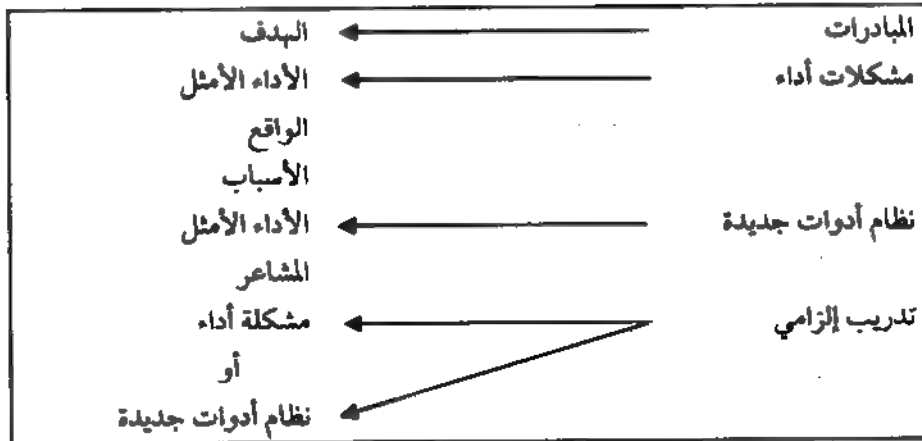 المبادرات الهدف
مشكلات أداء الأداء الأمثل
الواقع
الأسباب
نظام أدوات جديدة الأداء الأمثل
المشاعر
تدريب إلزامي مشكلة أداء
أو
نظام أدوات جديدة